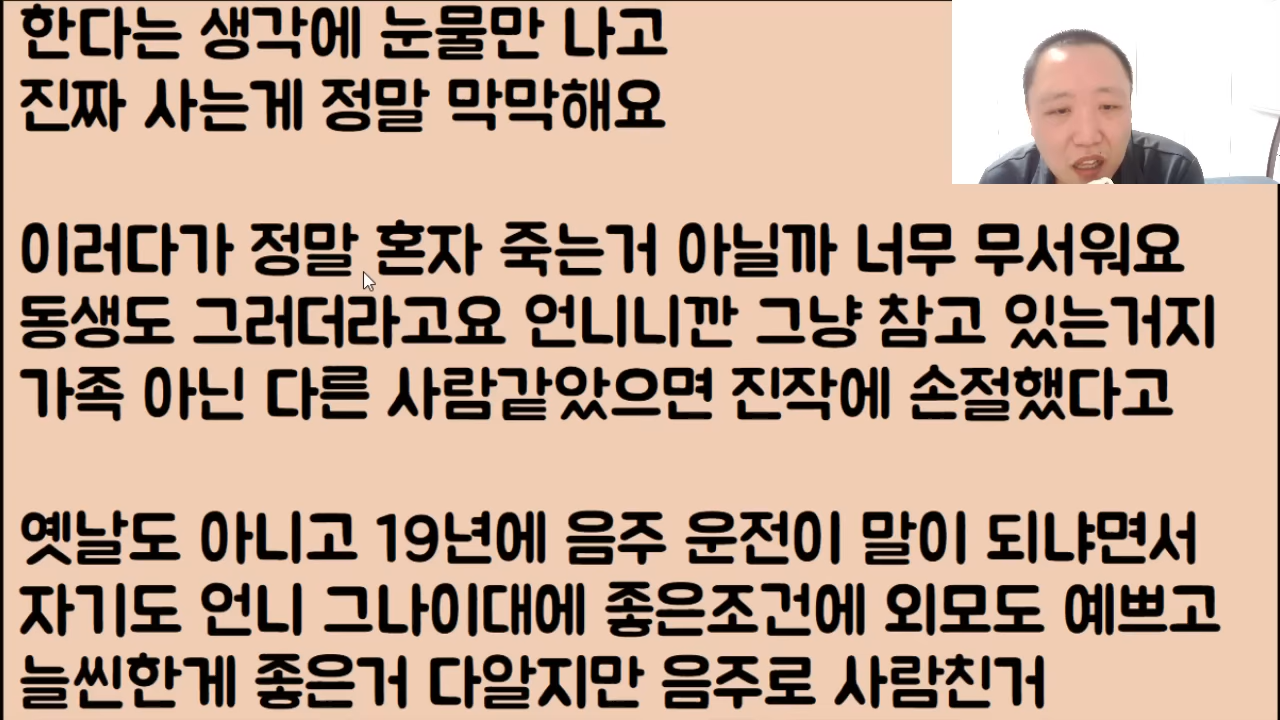 한다는 생각에 눈물만 나고
진짜 사는게 정말 막막해요
이러다가 정말 혼자 죽는거 아닐까 너무 무서워요
동생도 그러더라고요 언니니깐 그냥 참고 있는거지
가족 아닌 다른 사람같았으면 진작에 손절했다고
옛날도 아니고 19년에 음주 운전이 말이 되냐면서
자기도 언니 그나이대에 좋은조건에 외모도 예쁘고
늘씬한게 좋은거 다알지만 음주로 사람친거